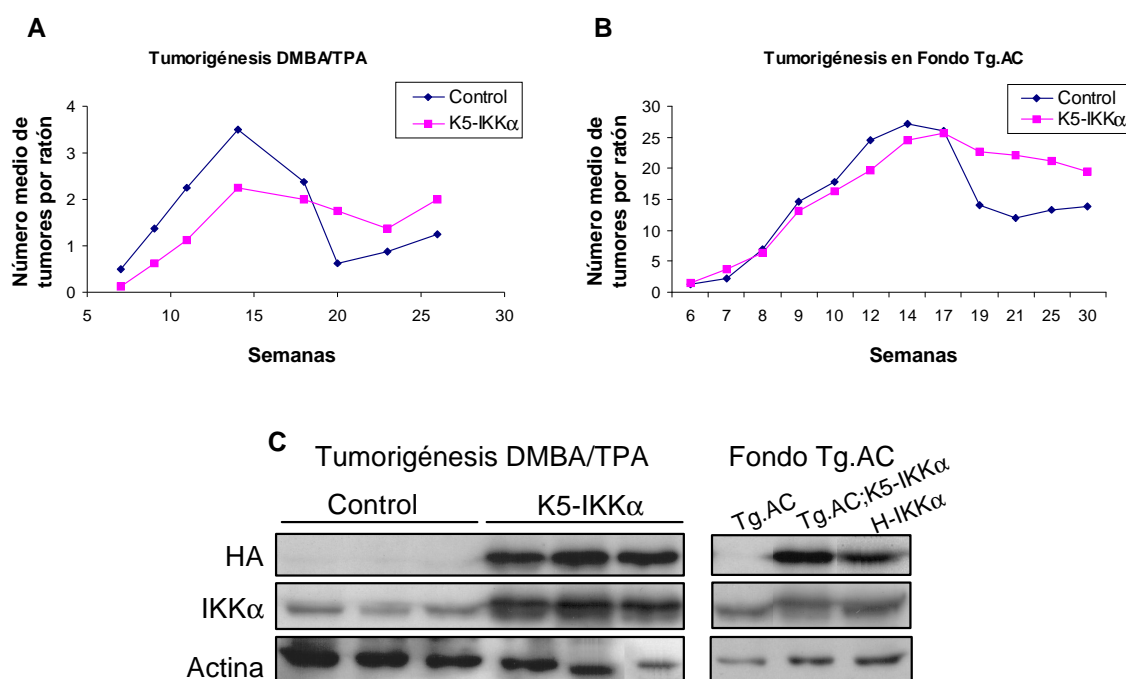 A
Tumorigénesis DMBA/TPA
Número medio de
tumores por ratón
4
3
2
1
0
5 10 15 20 25 30
Semanas
Control
K5-IKKα
B
Tumorigénesis en Fondo Tg.AC
Número medio de
tumores por ratón
30
25
20
15
10
5
0
6 7 8 9 10 12 14 17 19 21 25 30
Semanas
Control
K5-IKKα
C
Tumorigénesis DMBA/TPA
Fondo Tg.AC
Control
K5-IKKα
Tg.AC
Tg.AC;K5-IKKα
H-IKKα
HA
IKKα
Actina